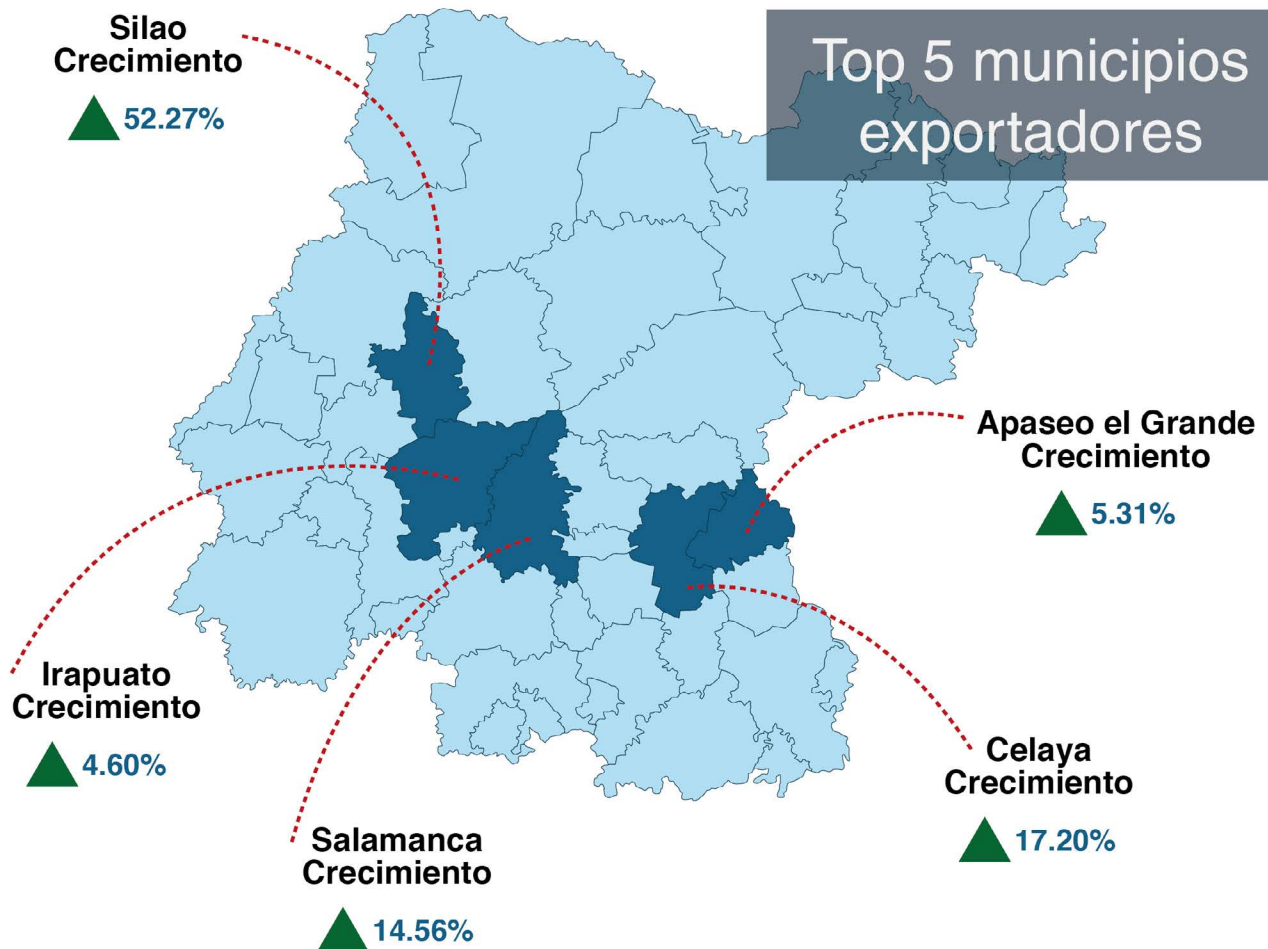 Top 5 municipios
exportadores
Silao
Crecimiento
52.27%
Apaseo el Grande
Crecimiento
5.31%
Irapuato
Crecimiento
4.60%
Celaya
Crecimiento
17.20%
Salamanca
Crecimiento
14.56%